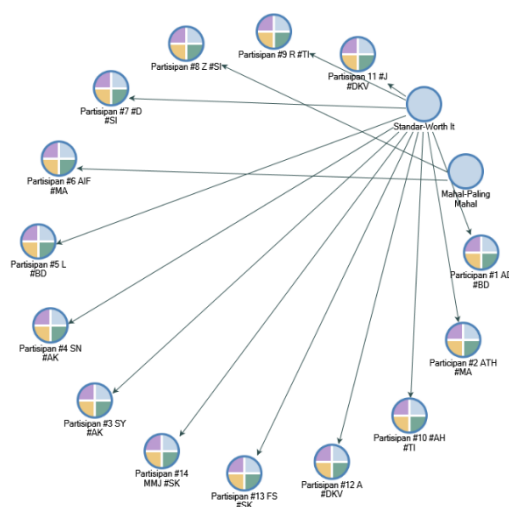 Partisipan #9 R #TI
Partisipan #8 Z #SI
Partisipan 11 #J
#DKV
Partisipan #7 #D
#SI
Standar-Worth It
Partisipan #6 AIF
#MA
Mahal-Paling
Mahal
Partisipan #5 L
#BD
Participan #1 AD
#BD
Partisipan #4 SN
#AK
Partisipan #2 ATH
#MA
Partisipan #3 SY
#AK
Partisipan #10 #AH
#TI
Partisipan #14
MMJ #SK
Partisipan #13 FS
#SK
Partisipan #12 A
#DKV